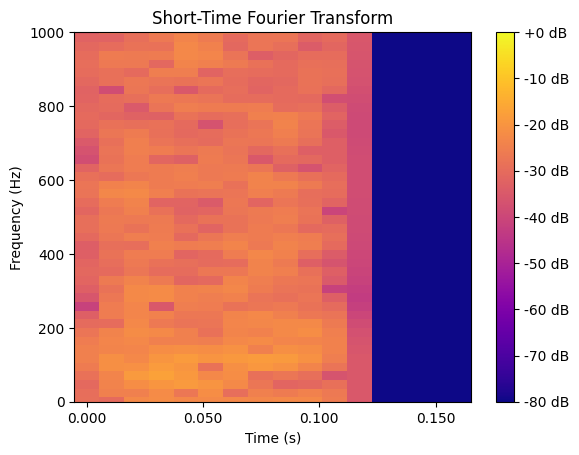 Short-Time Fourier Transform
Frequency (Hz)
1000
800
600
400
200
0
0.000
0.050
0.100
0.150
Time (s)
+0 dB
-10 dB
-20 dB
-30 dB
-40 dB
-50 dB
-60 dB
-70 dB
-80 dB